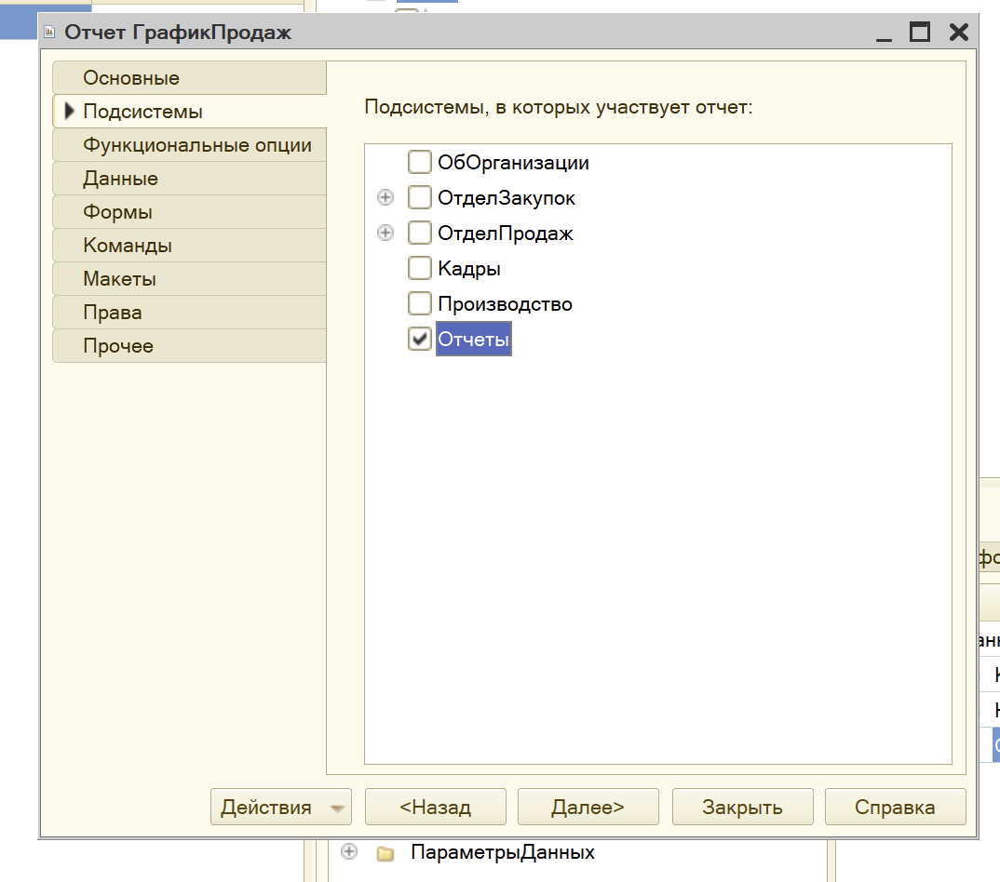 Отчет ГрафикПродаж
Основные
Подсистемы
Функциональные опции
Данные
Формы
Команды
Макеты
Права
Прочее
Подсистемы, в которых участвует отчет:
ОбОрганизации
ОтделЗакупок
ОтделПродаж
Кадры
Производство
Отчеты
Действия
<Назад
Далее>
Закрыть
Справка
ПараметрыДанных